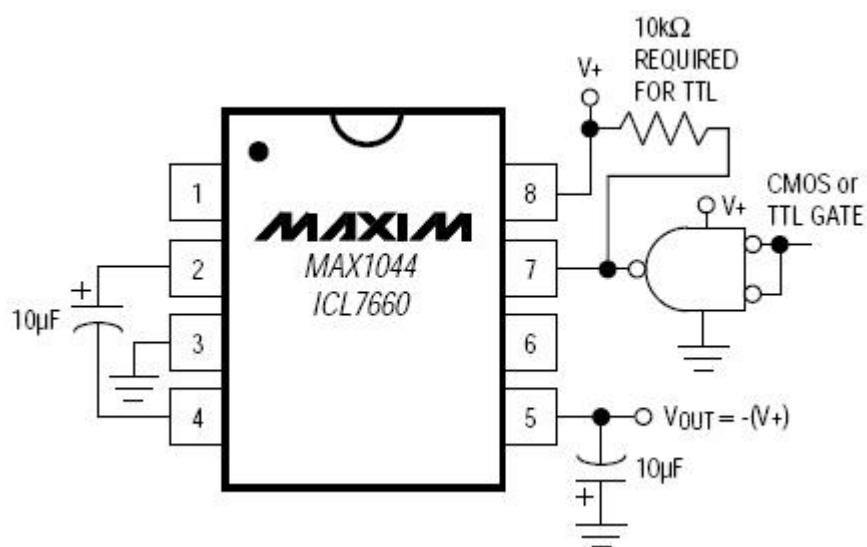 10kΩ
REQUIRED
FOR TTL
V+
1
8
CMOS or
TTL GATE
V+
MAXIM
MAX1044
ICL7660
2
7
+
10µF
3
6
4
5
VOUT = -(V+)
10µF
+